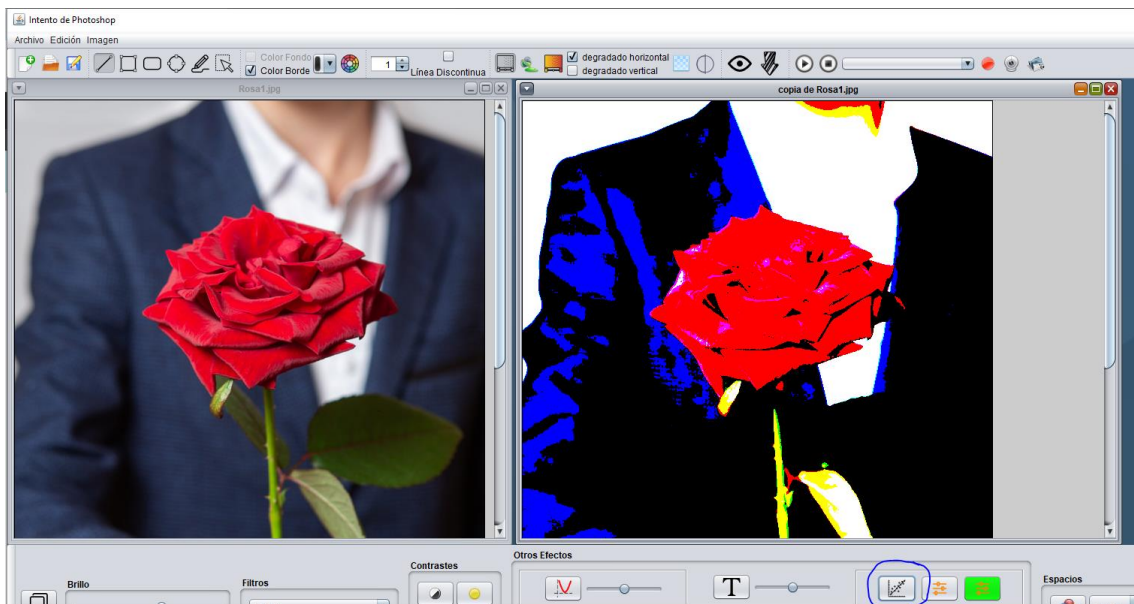 Intento de Photoshop
Archivo Edición Imagen
Color Fondo
Color Borde
1
Línea Discontinua
degradado horizontal
degradado vertical
Rosa1.jpg
copia de Rosa1.jpg
Otros Efectos
Contrastes
Brillo
Filtros
T
Espacios